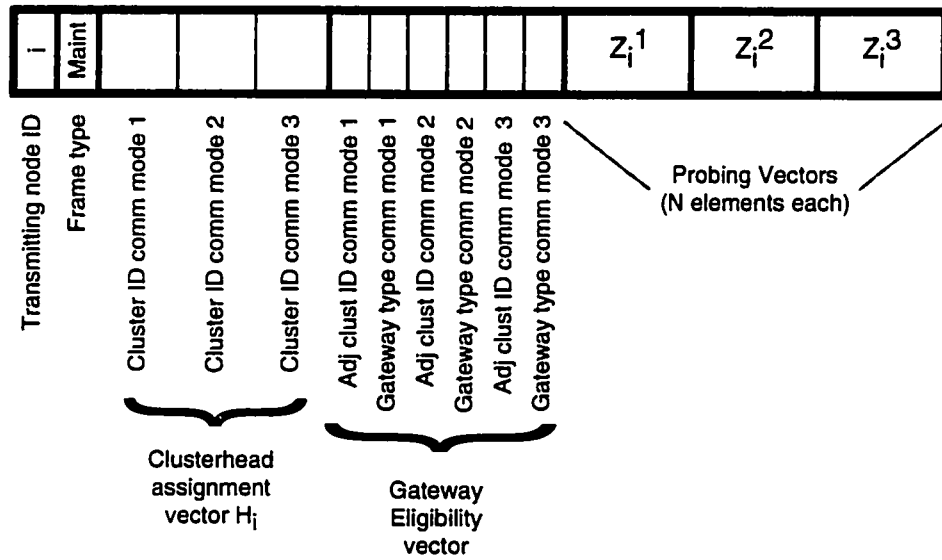 i
Maint
Z_i^1
Z_i^2
Z_i^3
Transmitting node ID
Frame type
Cluster ID comm mode 1
Cluster ID comm mode 2
Cluster ID comm mode 3
Adj clust ID comm mode 1
Gateway type comm mode 1
Adj clust ID comm mode 2
Gateway type comm mode 2
Adj clust ID comm mode 3
Gateway type comm mode 3
Probing Vectors
(N elements each)
Clusterhead
assignment
vector H_i
Gateway
Eligibility
vector